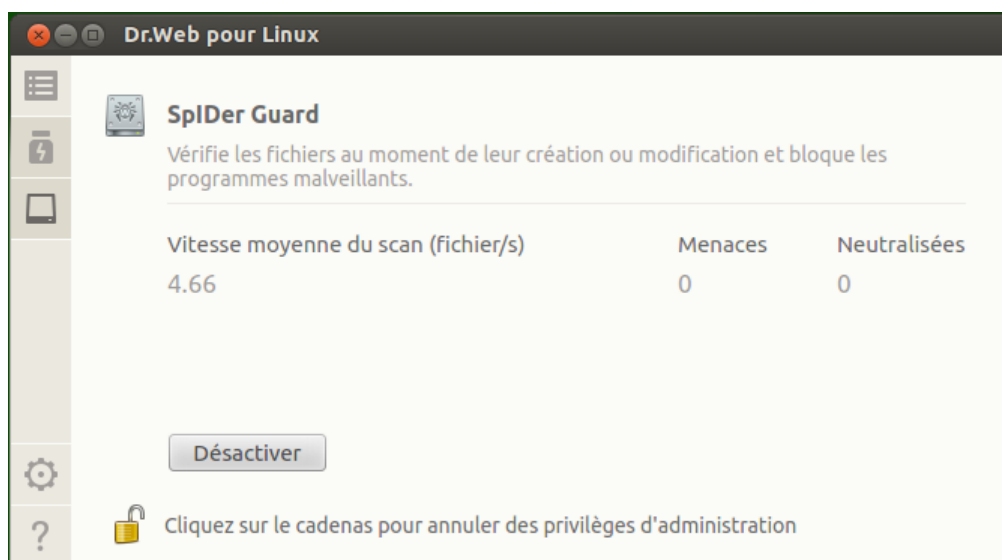 Dr.Web pour Linux
SpIDer Guard
Vérifie les fichiers au moment de leur création ou modification et bloque les
programmes malveillants.
Vitesse moyenne du scan (fichier/s) Menaces Neutralisées
4.66 0 0
Désactiver
Cliquez sur le cadenas pour annuler des privilèges d'administration
?